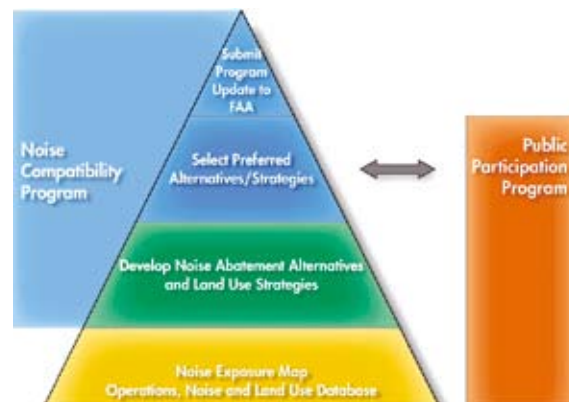 Submit
Program
Update to
FAA
Noise
Compatibility
Program
Select Preferred
Alternatives/Strategies
Public
Participation
Program
Develop Noise Abatement Alternatives
and Land Use Strategies
Noise Exposure Map
Operations, Noise and Land Use Database